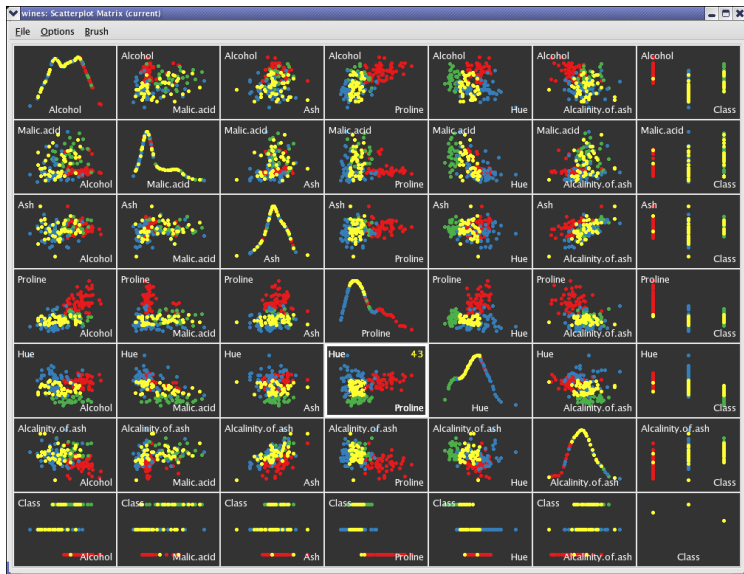 wines: Scatterplot Matrix (current)
File Options Brush
Alcohol
Alcohol Malic.acid
Alcohol Ash
Alcohol Proline
Alcohol Hue
Alcohol Alcalinity.of.ash
Alcohol Class
Malic.acid Alcohol
Malic.acid
Malic.acid Ash
Malic.acid Proline
Malic.acid Hue
Malic.acid Alcalinity.of.ash
Malic.acid Class
Ash Alcohol
Ash Malic.acid
Ash
Ash Proline
Ash Hue
Ash Alcalinity.of.ash
Ash Class
Proline Alcohol
Proline Malic.acid
Proline Ash
Proline
Proline Hue
Proline Alcalinity.of.ash
Proline Class
Hue Alcohol
Hue Malic.acid
Hue Ash
Hue 43 Proline
Hue
Hue Alcalinity.of.ash
Hue Class
Alcalinity.of.ash Alcohol
Alcalinity.of.ash Malic.acid
Alcalinity.of.ash Ash
Alcalinity.of.ash Proline
Alcalinity.of.ash Hue
Alcalinity.of.ash
Alcalinity.of.ash Class
Class Alcohol
Class Malic.acid
Class Ash
Class Proline
Class Hue
Class Alcalinity.of.ash
Class